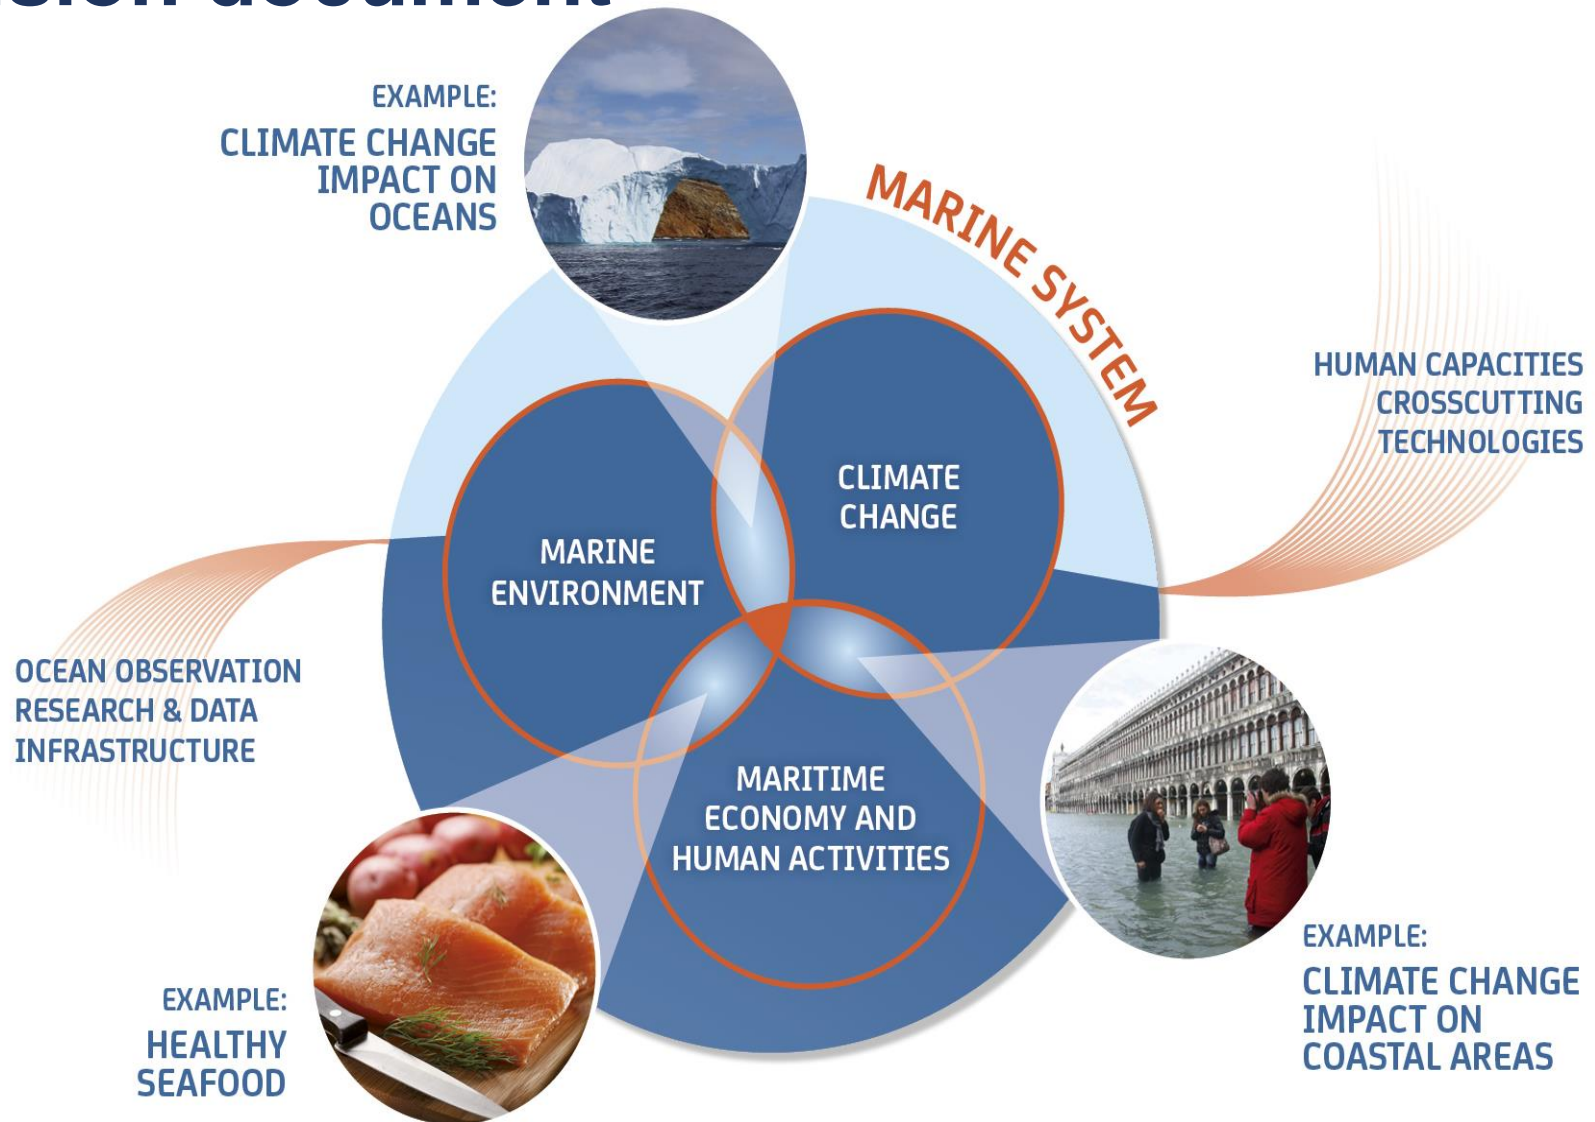 document
EXAMPLE:
CLIMATE CHANGE
IMPACT ON
OCEANS
MARINE SYSTEM
HUMAN CAPACITIES
CROSSCUTTING
TECHNOLOGIES
CLIMATE
CHANGE
MARINE
ENVIRONMENT
OCEAN OBSERVATION
RESEARCH & DATA
INFRASTRUCTURE
MARITIME
ECONOMY AND
HUMAN ACTIVITIES
EXAMPLE:
CLIMATE CHANGE
IMPACT ON
COASTAL AREAS
EXAMPLE:
HEALTHY
SEAFOOD